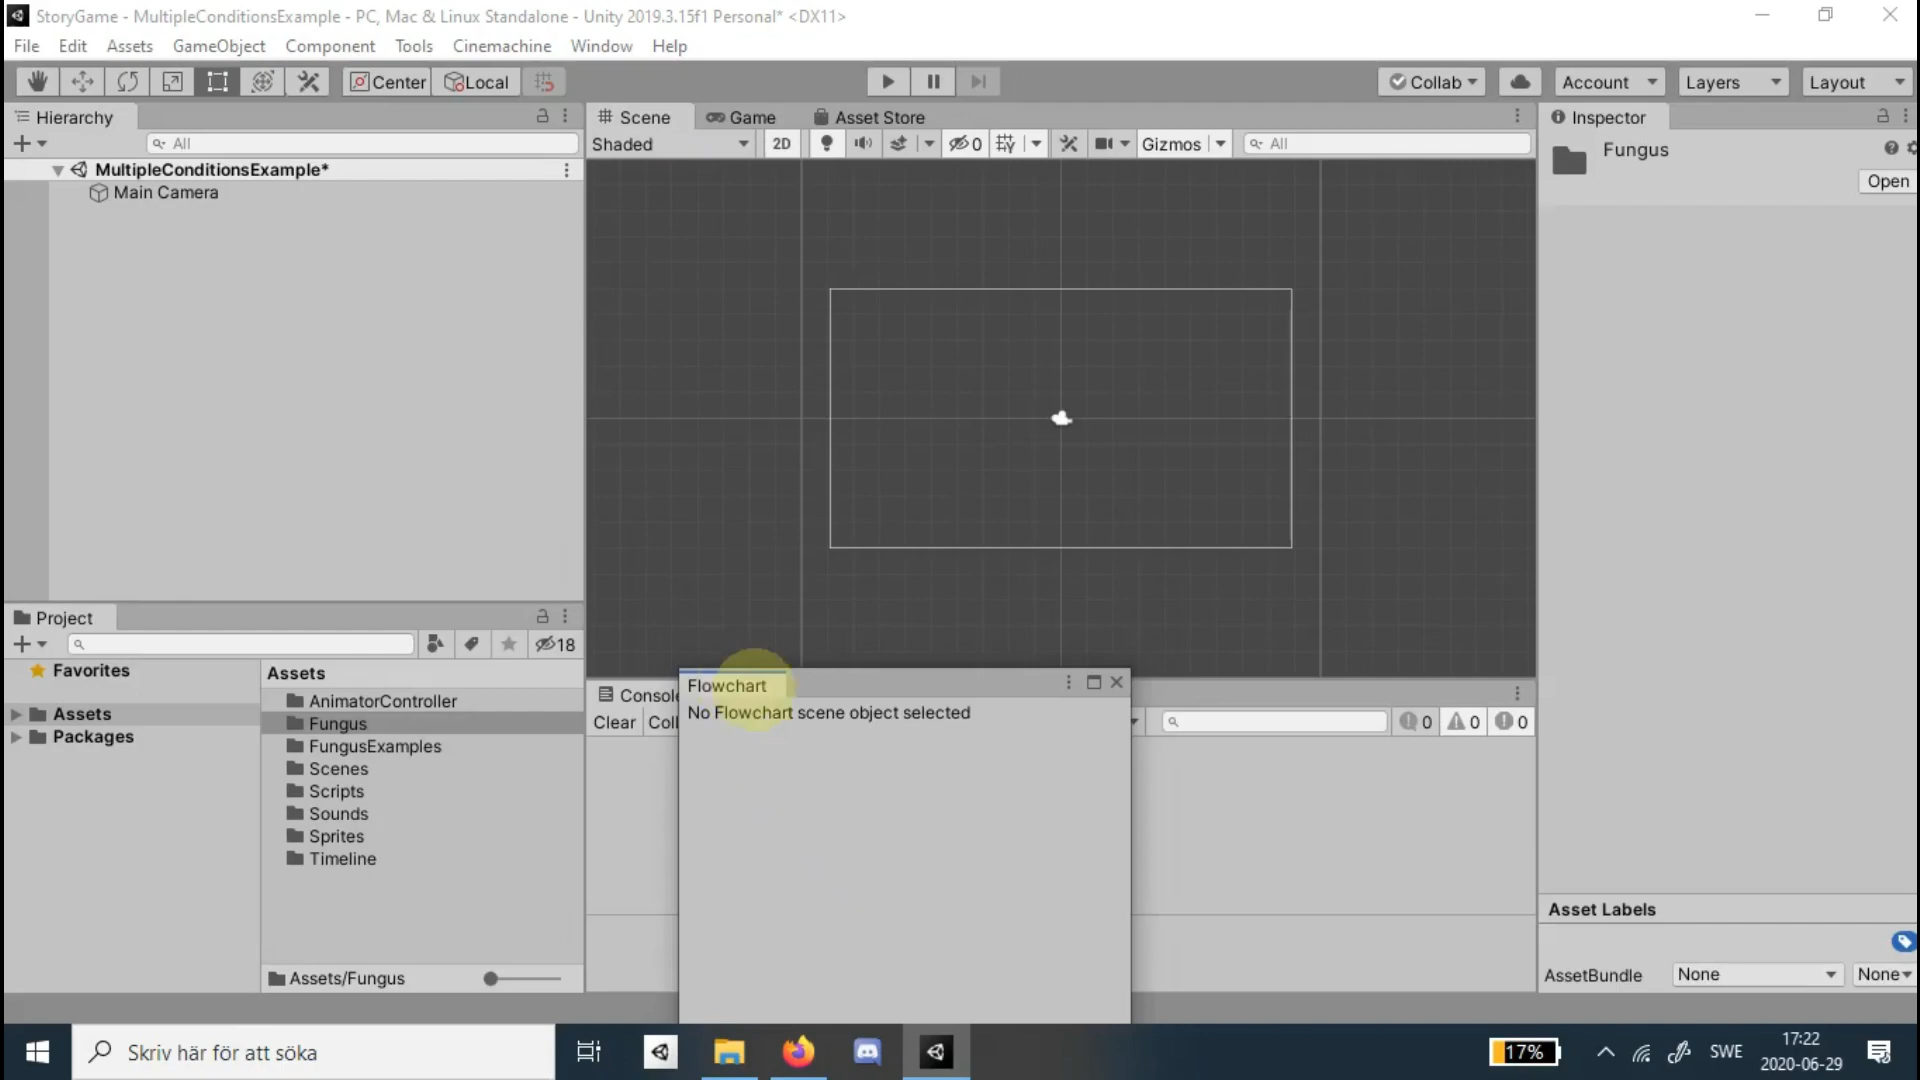 StoryGame - MultipleConditionsExample - PC, Mac & Linux Standalone - Unity 2019.3.15f1 Personal* <DX11>
File Edit Assets GameObject Component Tools Cinemachine Window Help
Center Local Collab Account Layers Layout
Hierarchy
All
MultipleConditionsExample*
Main Camera
Scene Game Asset Store
Shaded 2D 0 Gizmos All
Inspector
Fungus
Open
Project
18
Favorites
Assets
Packages
Assets
AnimatorController
Fungus
FungusExamples
Scenes
Scripts
Sounds
Sprites
Timeline
Assets/Fungus
Console
Clear Coll
0 0 0
Flowchart
No Flowchart scene object selected
Asset Labels
AssetBundle None None
Skriv här för att söka
17%
SWE
17:22
2020-06-29